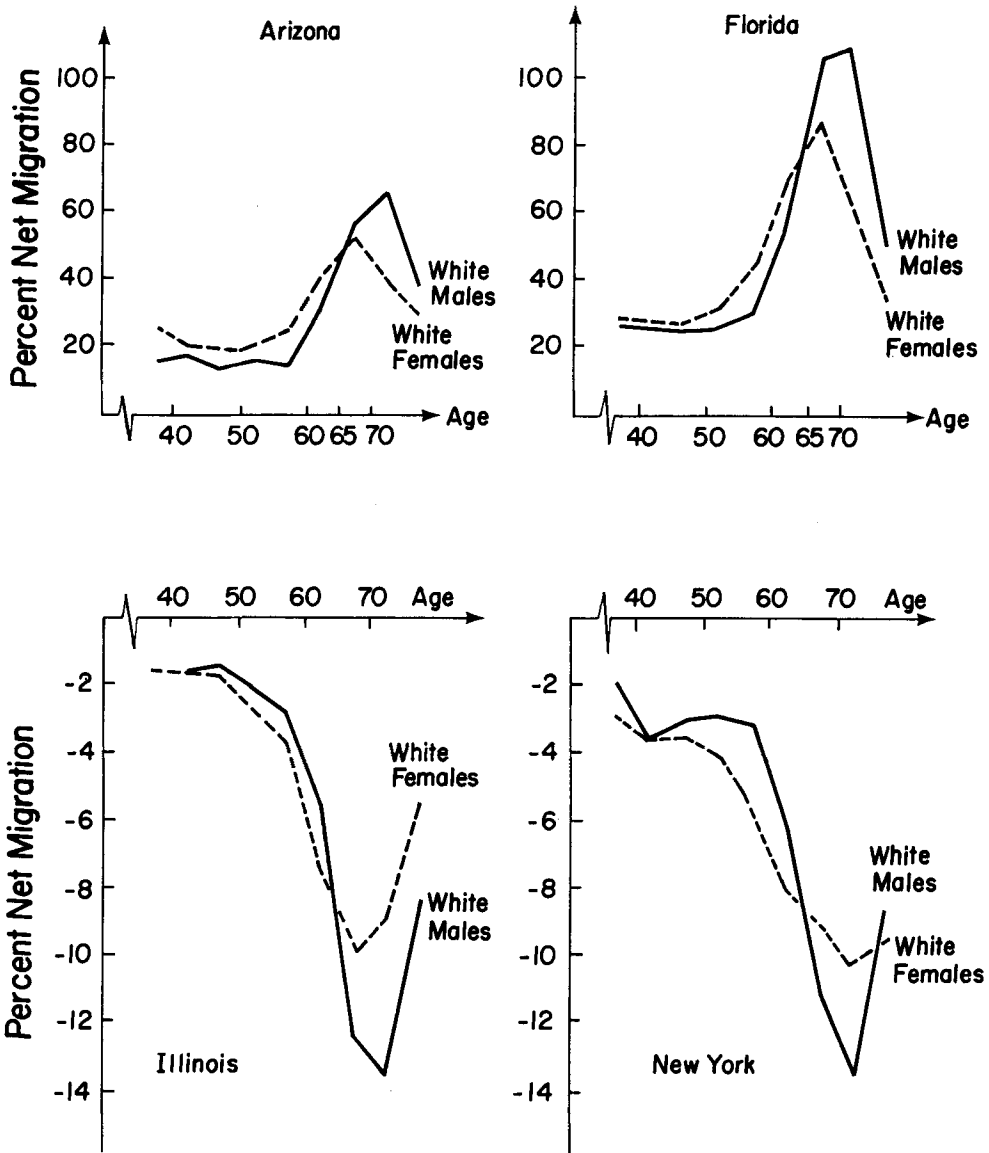 Arizona
Percent Net Migration
100
80
60
40
20
White
Males
White
Females
40 50 60 65 70 Age
Florida
100
80
60
40
20
White
Males
White
Females
40 50 60 65 70 Age
40 50 60 70 Age
Percent Net Migration
-2
-4
-6
-8
-10
-12
-14
White
Females
White
Males
Illinois
40 50 60 70 Age
-2
-4
-6
-8
-10
-12
-14
White
Males
White
Females
New York